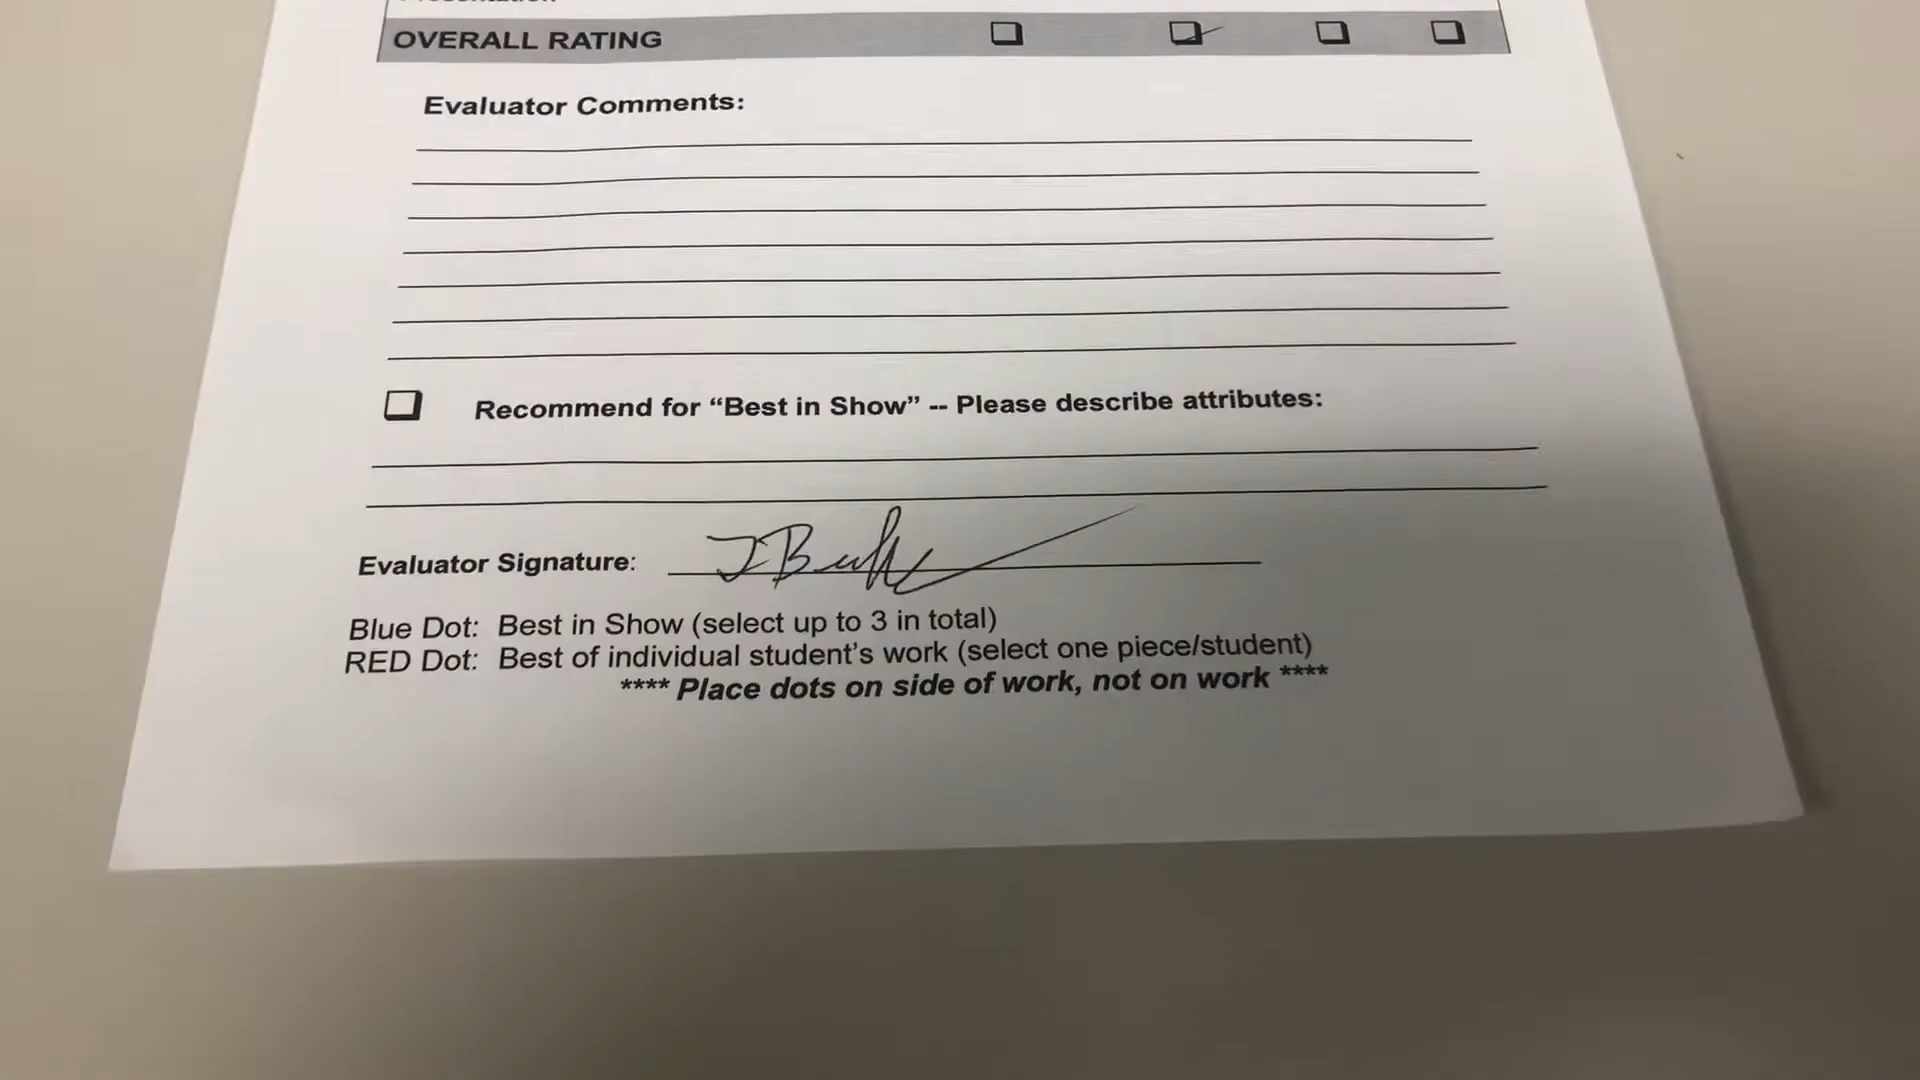 OVERALL RATING
Evaluator Comments:
Recommend for “Best in Show” -- Please describe attributes:
Evaluator Signature:
Blue Dot: Best in Show (select up to 3 in total)
RED Dot: Best of individual student’s work (select one piece/student)
**** Place dots on side of work, not on work ****